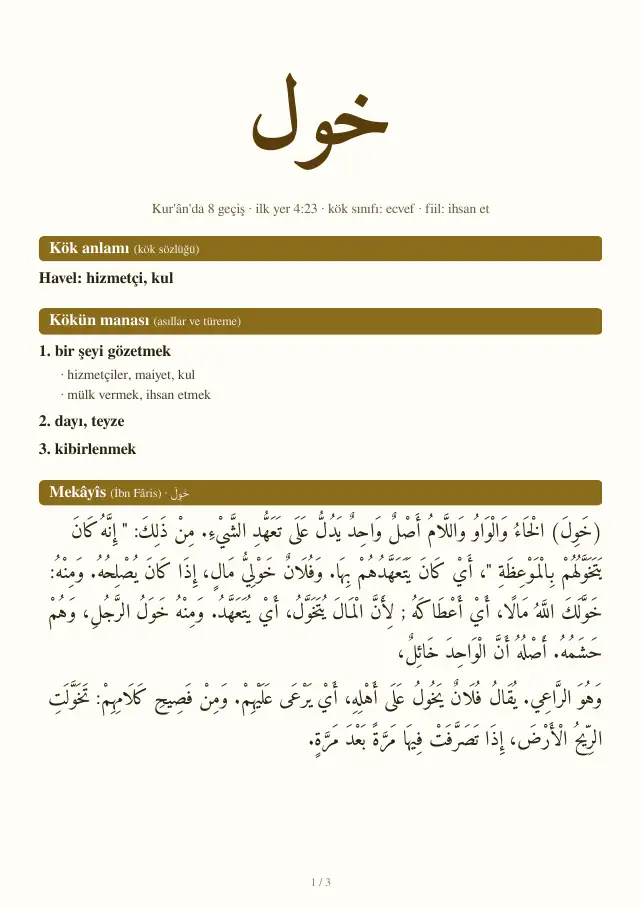 خول
Kur'ân'da 8 geçiş · ilk yer 4:23 · kök sınıfı: ecvef · fiil: ihsan et
Kök anlamı (kök sözlüğü)
Havel: hizmetçi, kul
Kökün manası (asıllar ve türeme)
1. bir şeyi gözetmek
· hizmetçiler, maiyet, kul
· mülk vermek, ihsan etmek
2. dayı, teyze
3. kibirlenmek
Mekâyîs (İbn Fâris) · خَوِلَ
(خَوِلَ) الْخَاءُ وَالْوَاوُ وَاللَّامُ أَصْلٌ وَاحِدٌ يَدُلُّ عَلَى تَعَهُّدِ الشَّيْءِ. مِنْ ذَلِكَ: " إِنَّهُ كَانَ
يَتَخَوَّلُهُمْ بِالْمَوْعِظَةِ "، أَيْ كَانَ يَتَعَهَّدُهُمْ بِهَا. وَفُلَانٌ خَوْلِيُّ مَالٍ، إِذَا كَانَ يُصْلِحُهُ. وَمِنْهُ:
خَوَّلَكَ اللَّهُ مَالًا، أَيْ أَعْطَاكَهُ ; لِأَنَّ الْمَالَ يُتَخَوَّلُ، أَيْ يُتَعَهَّدُ. وَمِنْهُ خَوَلُ الرَّجُلِ، وَهُمْ
حَشَمُهُ. أَصْلُهُ أَنَّ الْوَاحِدَ خَائِلٌ،
وَهُوَ الرَّاعِي. يُقَالُ فُلَانٌ يَخُولُ عَلَى أَهْلِهِ، أَيْ يَرْعَى عَلَيْهِمْ. وَمِنْ فَصِيحِ كَلَامِهِمْ: تَخَوَّلَتِ
الرِّيحُ الْأَرْضَ، إِذَا تَصَرَّفَتْ فِيهَا مَرَّةً بَعْدَ مَرَّةٍ.
1 / 3